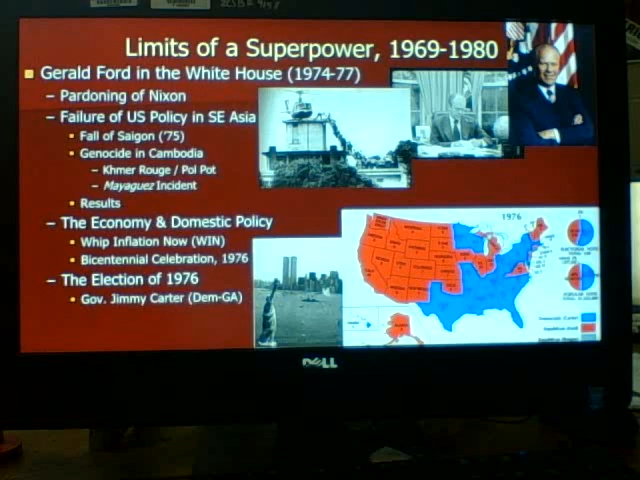 Limits of a Superpower, 1969-1980
Gerald Ford in the White House (1974-77)
– Pardoning of Nixon
– Failure of US Policy in SE Asia
• Fall of Saigon ('75)
• Genocide in Cambodia
– Khmer Rouge / Pol Pot
– Mayaguez Incident
• Results
– The Economy & Domestic Policy
• Whip Inflation Now (WIN)
• Bicentennial Celebration, 1976
– The Election of 1976
• Gov. Jimmy Carter (Dem-GA)
1976
DELL